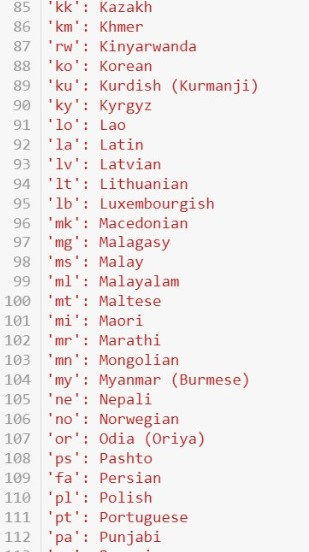 85 'kk': Kazakh
86 'km': Khmer
87 'rw': Kinyarwanda
88 'ko': Korean
89 'ku': Kurdish (Kurmanji)
90 'ky': Kyrgyz
91 'lo': Lao
92 'la': Latin
93 'lv': Latvian
94 'lt': Lithuanian
95 'lb': Luxembourgish
96 'mk': Macedonian
97 'mg': Malagasy
98 'ms': Malay
99 'ml': Malayalam
100 'mt': Maltese
101 'mi': Maori
102 'mr': Marathi
103 'mn': Mongolian
104 'my': Myanmar (Burmese)
105 'ne': Nepali
106 'no': Norwegian
107 'or': Odia (Oriya)
108 'ps': Pashto
109 'fa': Persian
110 'pl': Polish
111 'pt': Portuguese
112 'pa': Punjabi